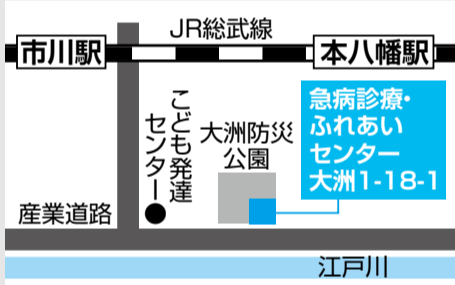 JR総武線
市川駅
本八幡駅
急病診療・
ふれあい
センター
大洲1-18-1
こども発達
センター
大洲防災
公園
産業道路
江戸川